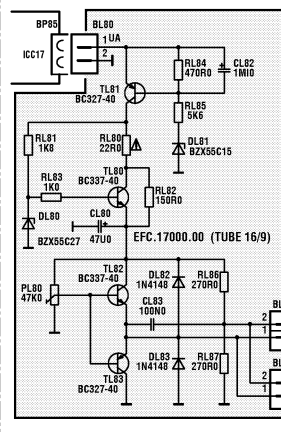 BP85
BL80
ICC17
1 UA
2
RL84
470R0
CL82
1MI0
TL81
BC327-40
RL85
5K6
RL81
1K8
RL80
22R0
DL81
BZX55C15
RL83
1K0
TL80
BC337-40
RL82
150R0
DL80
BZX55C27
CL80
47U0
EFC.17000.00 (TUBE 16/9)
TL82
BC337-40
DL82
1N4148
RL86
270R0
PL80
47K0
CL83
100N0
BL
2
1
DL83
1N4148
RL87
270R0
TL83
BC327-40
BL
2
1